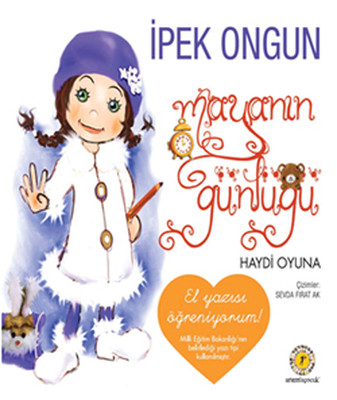 İPEK ONGUN
mayanın
günlüğü
HAYDİ OYUNA
Çizimler:
SEVDA FIRAT AK
El yazısı
öğreniyorum!
Milli Eğitim Bakanlığı'nın
belirlediği yazı tipi
kullanılmıştır.
artemisçocuk